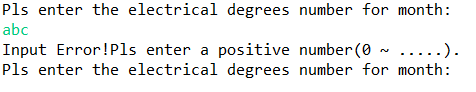 Pls enter the electrical degrees number for month:
abc
Input Error!Pls enter a positive number(0 ~ .....).
Pls enter the electrical degrees number for month: